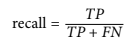 recall = TP / TP + FN